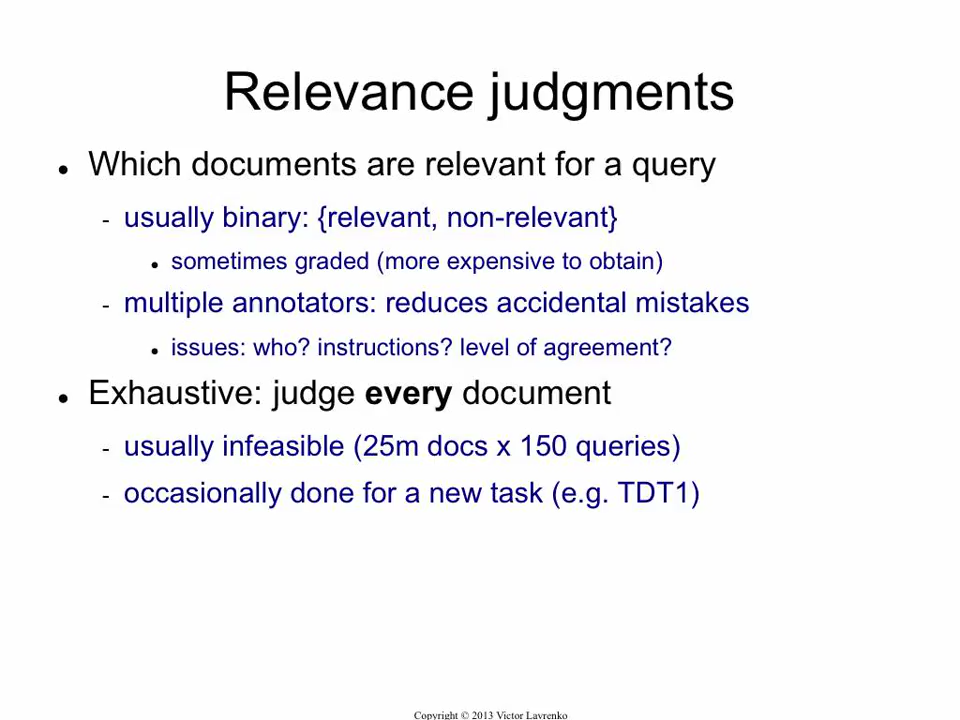 Relevance judgments
• Which documents are relevant for a query
- usually binary: {relevant, non-relevant}
• sometimes graded (more expensive to obtain)
- multiple annotators: reduces accidental mistakes
• issues: who? instructions? level of agreement?
• Exhaustive: judge every document
- usually infeasible (25m docs x 150 queries)
- occasionally done for a new task (e.g. TDT1)
Copyright © 2013 Victor Lavrenko